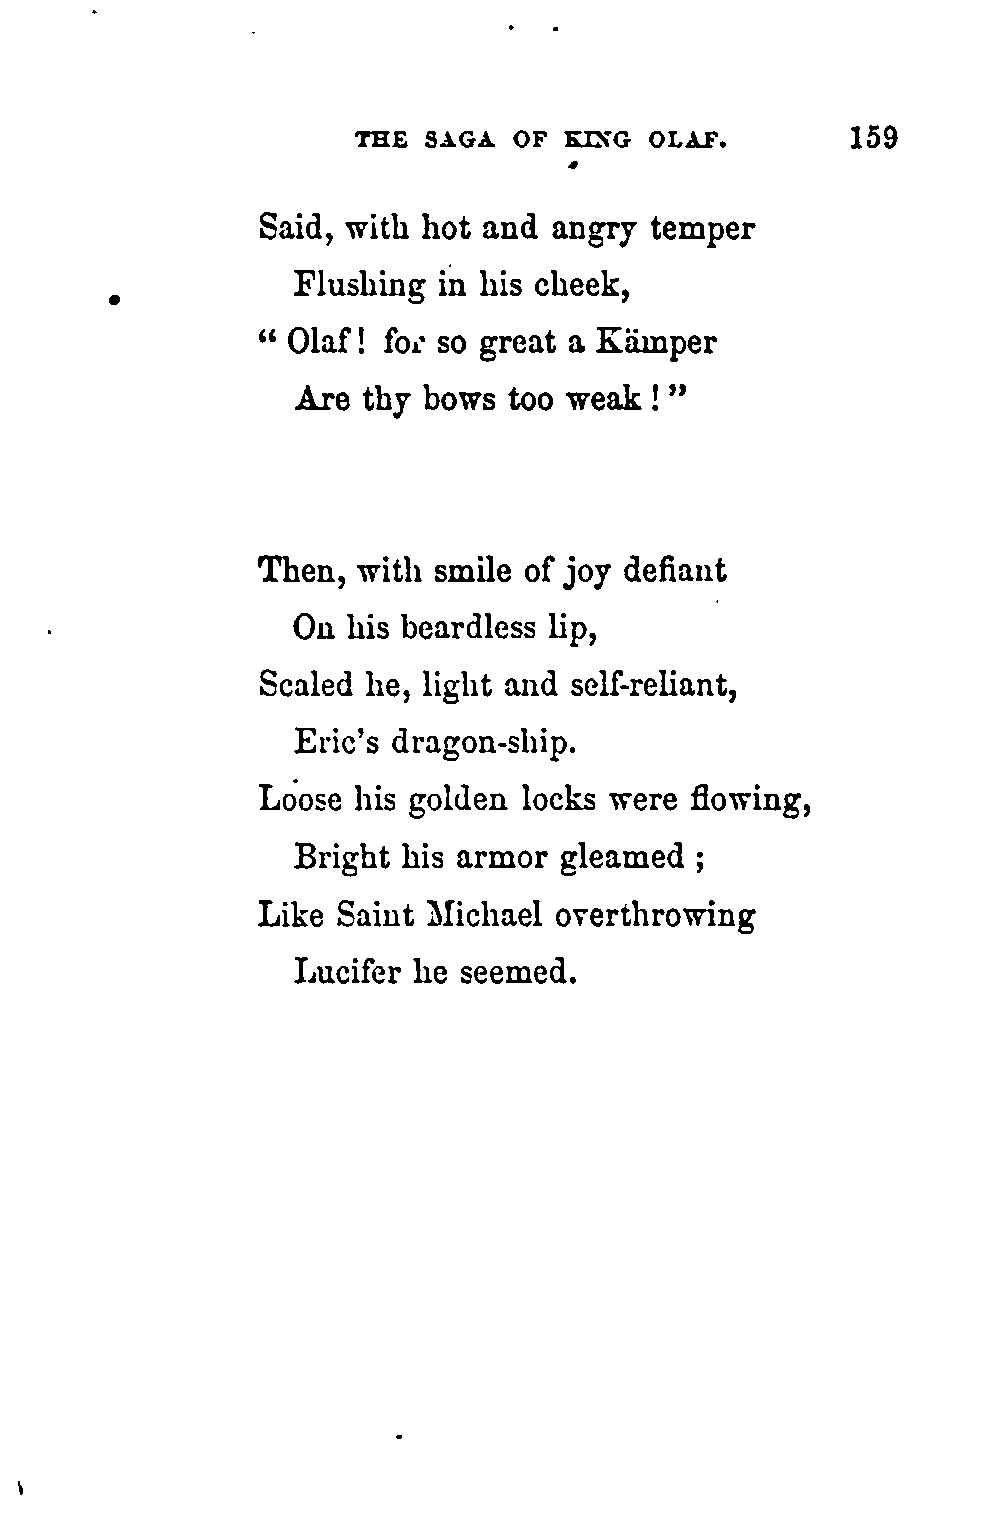 THE SAGA OF KING OLAF. 159
Said, with hot and angry temper
Flushing in his cheek,
“ Olaf! for so great a Kämper
Are thy bows too weak ! ”
Then, with smile of joy defiant
On his beardless lip,
Scaled he, light and self-reliant,
Eric’s dragon-ship.
Loose his golden locks were flowing,
Bright his armor gleamed ;
Like Saint Michael overthrowing
Lucifer he seemed.